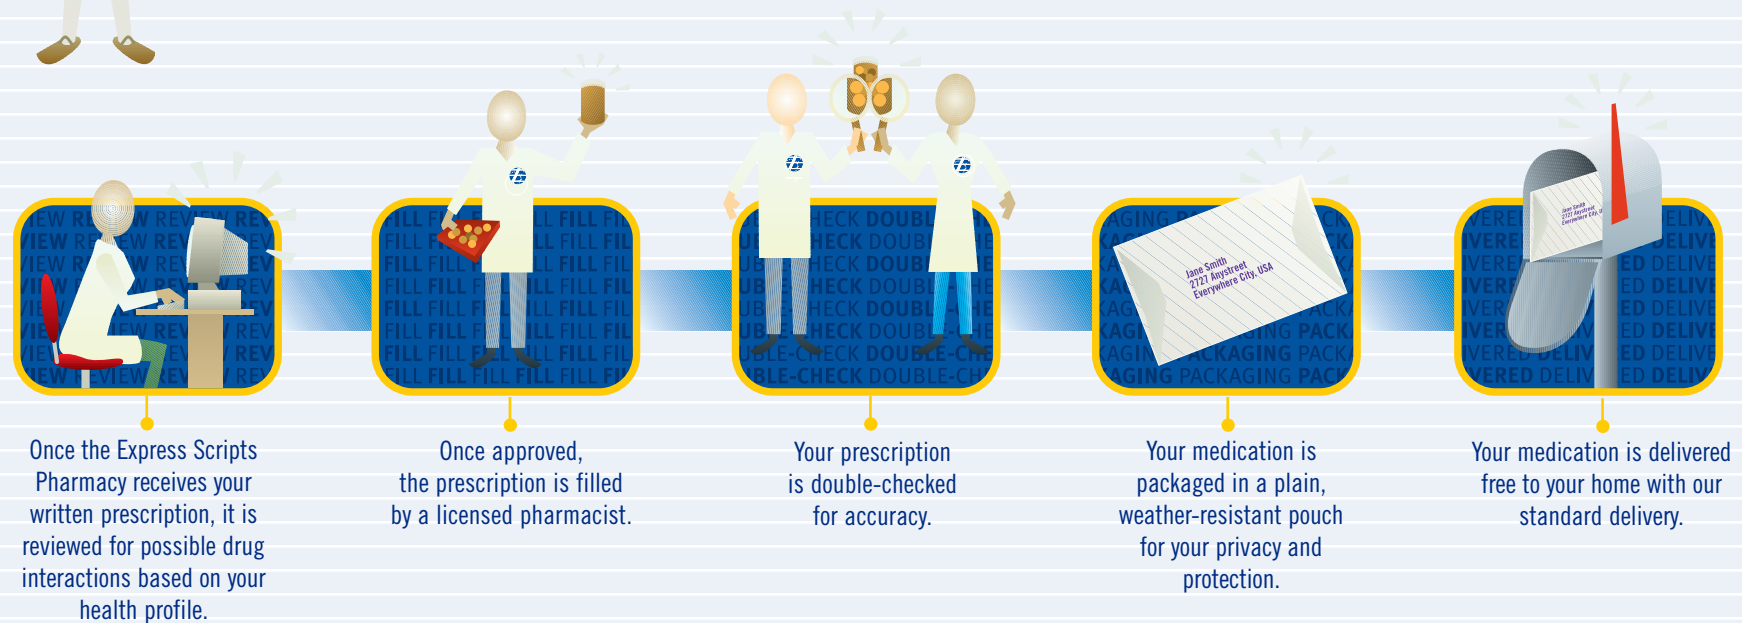 Jane Smith
2727 Anystreet
Everywhere City, USA
Once the Express Scripts
Pharmacy receives your
written prescription, it is
reviewed for possible drug
interactions based on your
health profile.
Once approved,
the prescription is filled
by a licensed pharmacist.
Your prescription
is double-checked
for accuracy.
Your medication is
packaged in a plain,
weather-resistant pouch
for your privacy and
protection.
Your medication is delivered
free to your home with our
standard delivery.